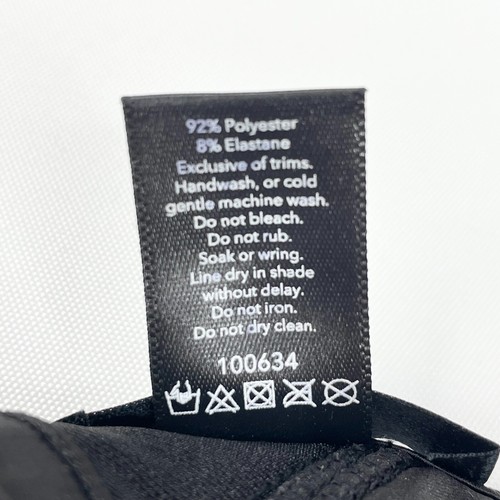 92% Polyester
8% Elastane
Exclusive of trims.
Handwash, or cold
gentle machine wash.
Do not bleach.
Do not rub.
Soak or wring.
Line dry in shade
without delay.
Do not iron.
Do not dry clean.
100634